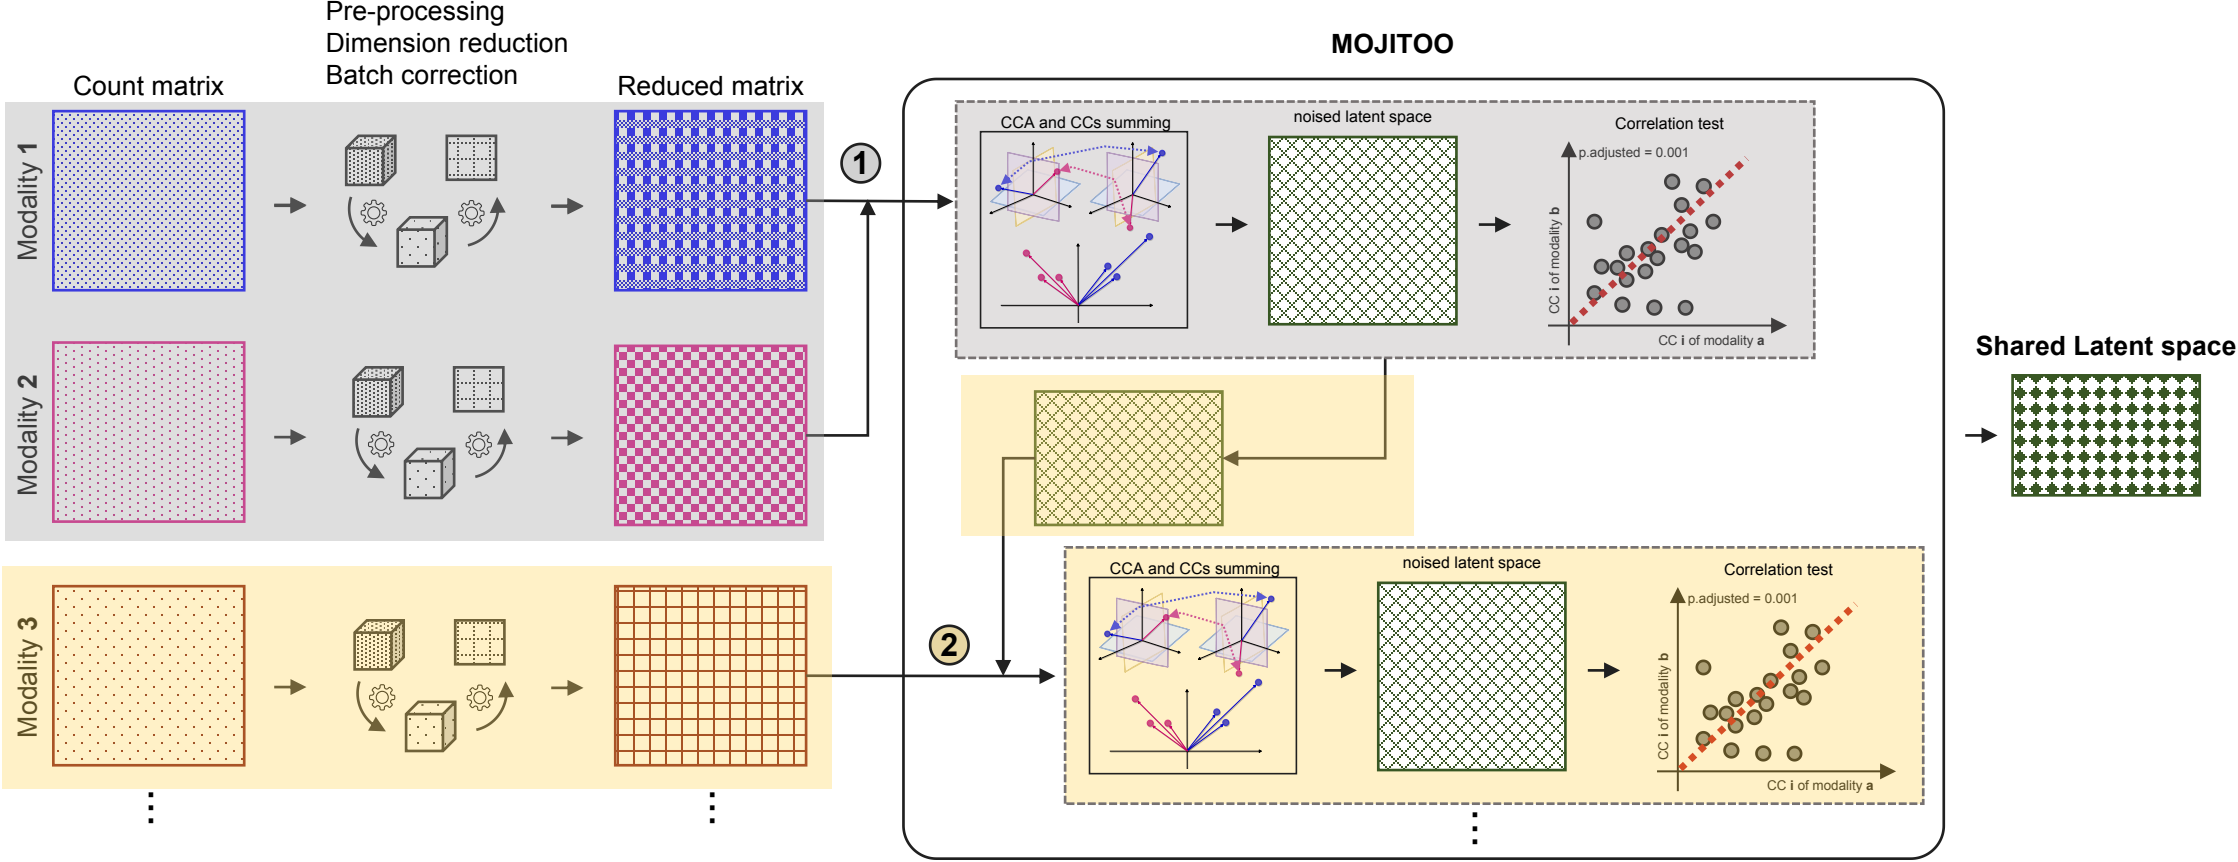 Pre-processing
Dimension reduction
Batch correction
Count matrix
Reduced matrix
MOJITOO
Modality 1
Modality 2
Modality 3
1
CCA and CCs summing
noised latent space
Correlation test
p.adjusted = 0.001
CC i of modality b
CC i of modality a
Shared Latent space
2
CCA and CCs summing
noised latent space
Correlation test
p.adjusted = 0.001
CC i of modality b
CC i of modality a